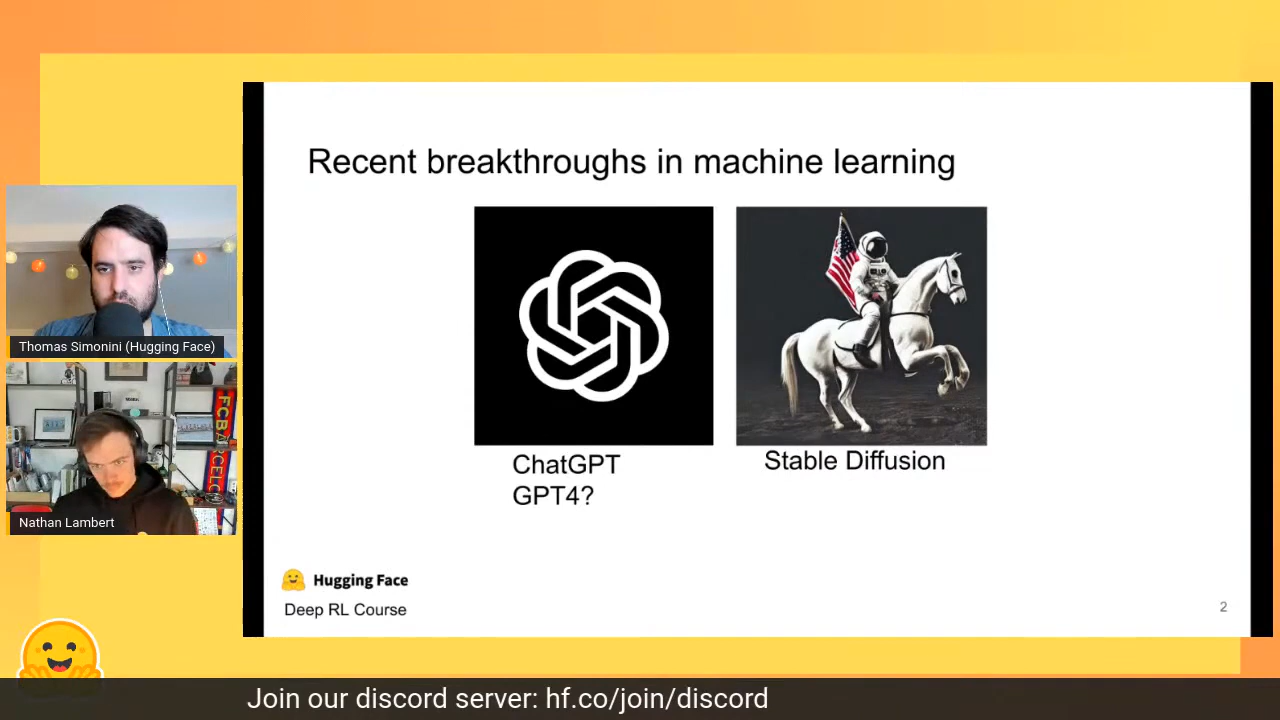 Recent breakthroughs in machine learning
ChatGPT
GPT4?
Stable Diffusion
Thomas Simonini (Hugging Face)
FCB
Nathan Lambert
Hugging Face
Deep RL Course
2
Join our discord server: hf.co/join/discord